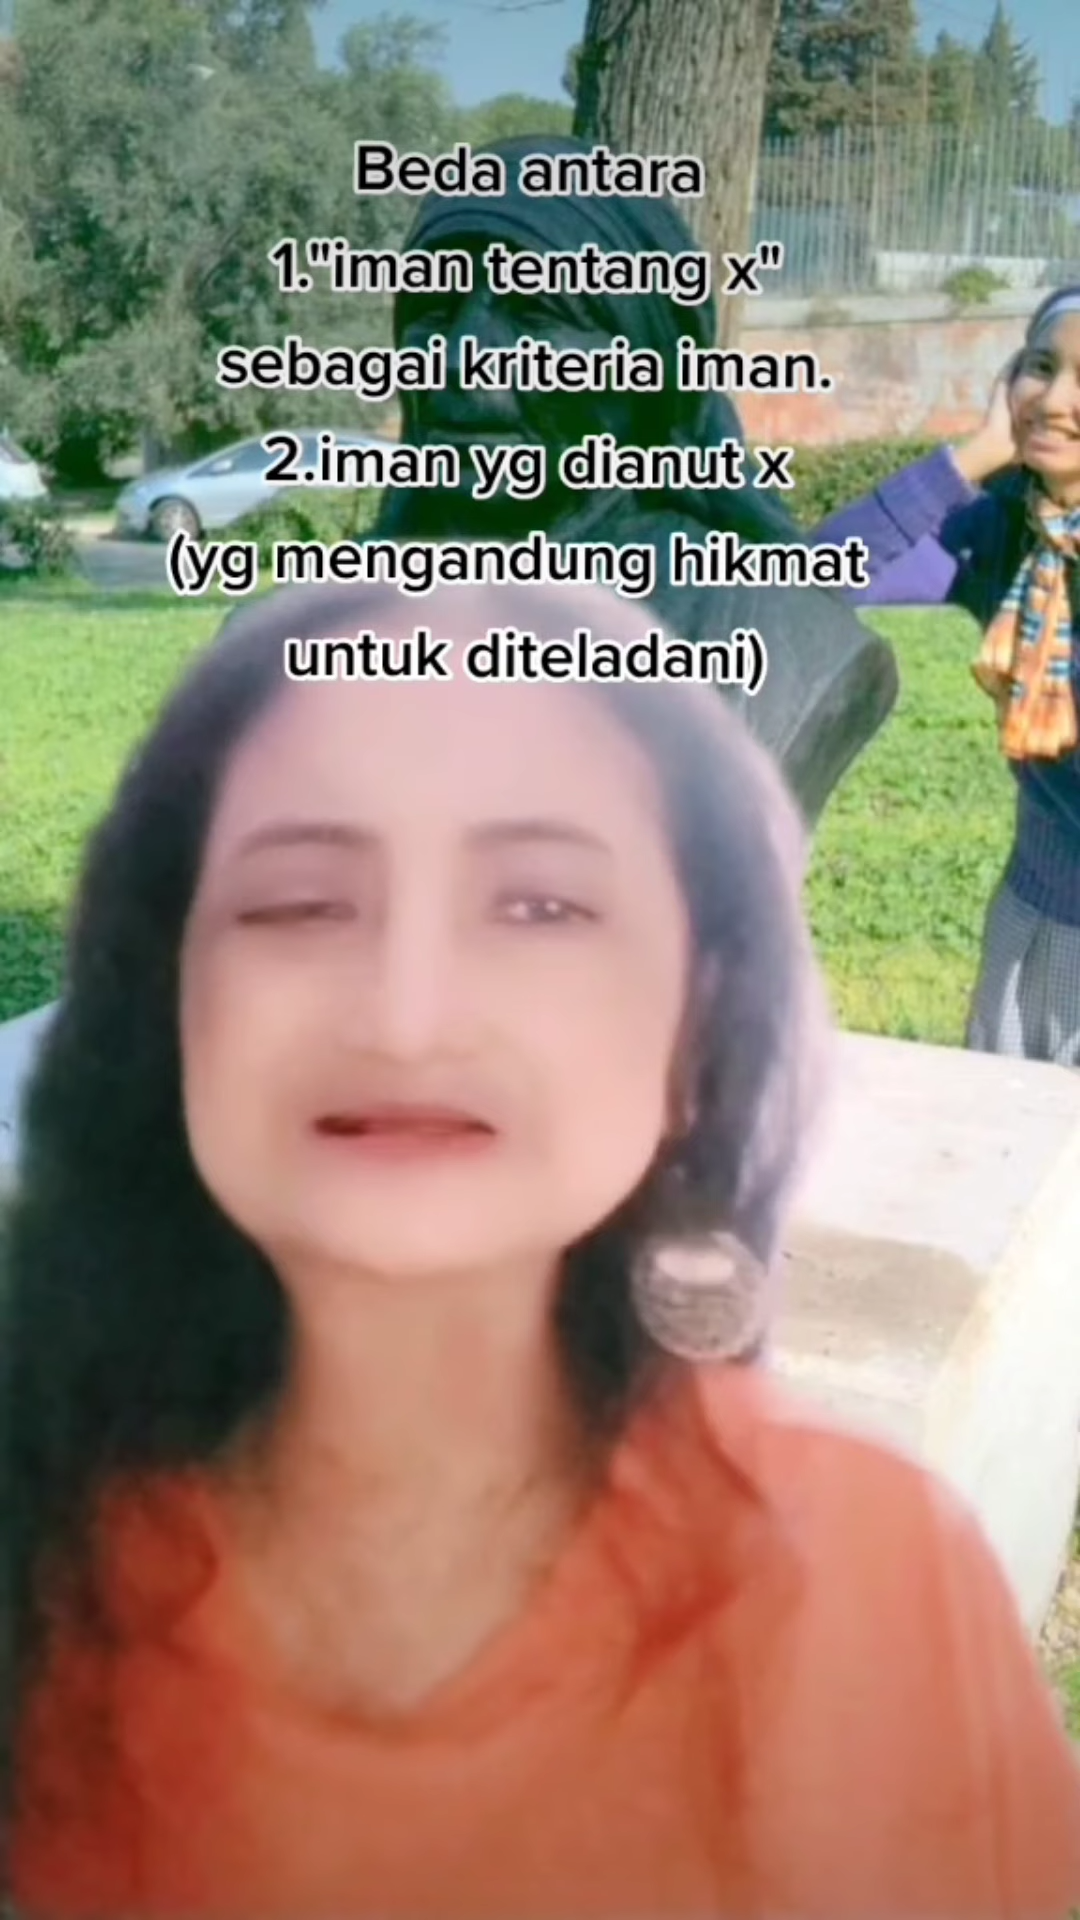 Beda antara
1."iman tentang x"
sebagai kriteria iman.
2.iman yg dianut x
(yg mengandung hikmat
untuk diteladani)